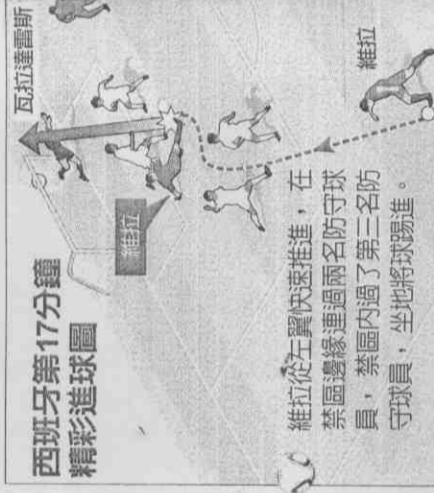 西班牙第17分鐘
精彩進球圖
瓦拉達雷斯
維拉
維拉
維拉從左翼快速推進，在
禁區邊緣連過兩名防守球
員，禁區內過了第三名防
守球員，坐地將球踢進。